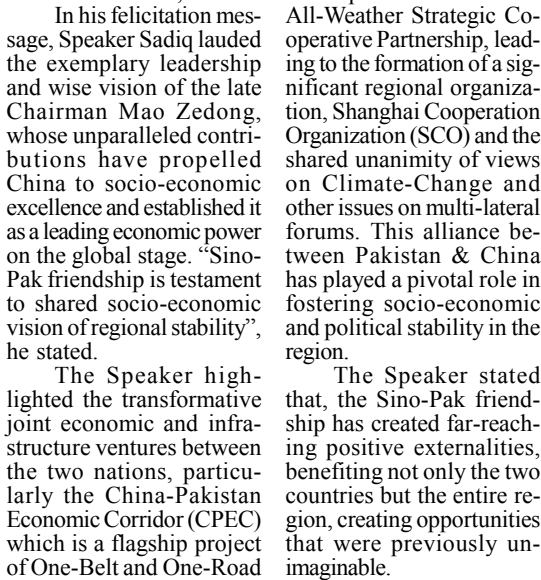 In his felicitation mes-
sage, Speaker Sadiq lauded
the exemplary leadership
and wise vision of the late
Chairman Mao Zedong,
whose unparalleled contri-
butions have propelled
China to socio-economic
excellence and established it
as a leading economic power
on the global stage. “Sino-
Pak friendship is testament
to shared socio-economic
vision of regional stability”,
he stated.
The Speaker high-
lighted the transformative
joint economic and infra-
structure ventures between
the two nations, particu-
larly the China-Pakistan
Economic Corridor (CPEC)
which is a flagship project
of One-Belt and One-Road
All-Weather Strategic Co-
operative Partnership, lead-
ing to the formation of a sig-
nificant regional organiza-
tion, Shanghai Cooperation
Organization (SCO) and the
shared unanimity of views
on Climate-Change and
other issues on multi-lateral
forums. This alliance be-
tween Pakistan & China
has played a pivotal role in
fostering socio-economic
and political stability in the
region.
The Speaker stated
that, the Sino-Pak friend-
ship has created far-reach-
ing positive externalities,
benefiting not only the two
countries but the entire re-
gion, creating opportunities
that were previously un-
imaginable.